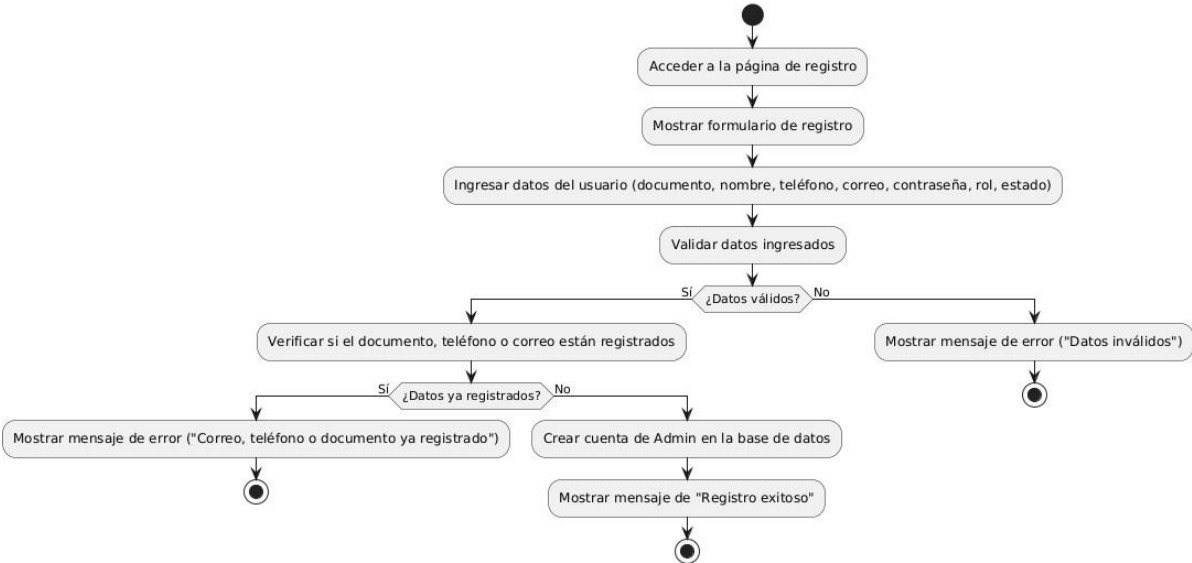 Acceder a la página de registro
Mostrar formulario de registro
Ingresar datos del usuario (documento, nombre, teléfono, correo, contraseña, rol, estado)
Validar datos ingresados
Sí
¿Datos válidos?
No
Verificar si el documento, teléfono o correo están registrados
Mostrar mensaje de error ("Datos inválidos")
Sí
¿Datos ya registrados?
No
Mostrar mensaje de error ("Correo, teléfono o documento ya registrado")
Crear cuenta de Admin en la base de datos
Mostrar mensaje de "Registro exitoso"